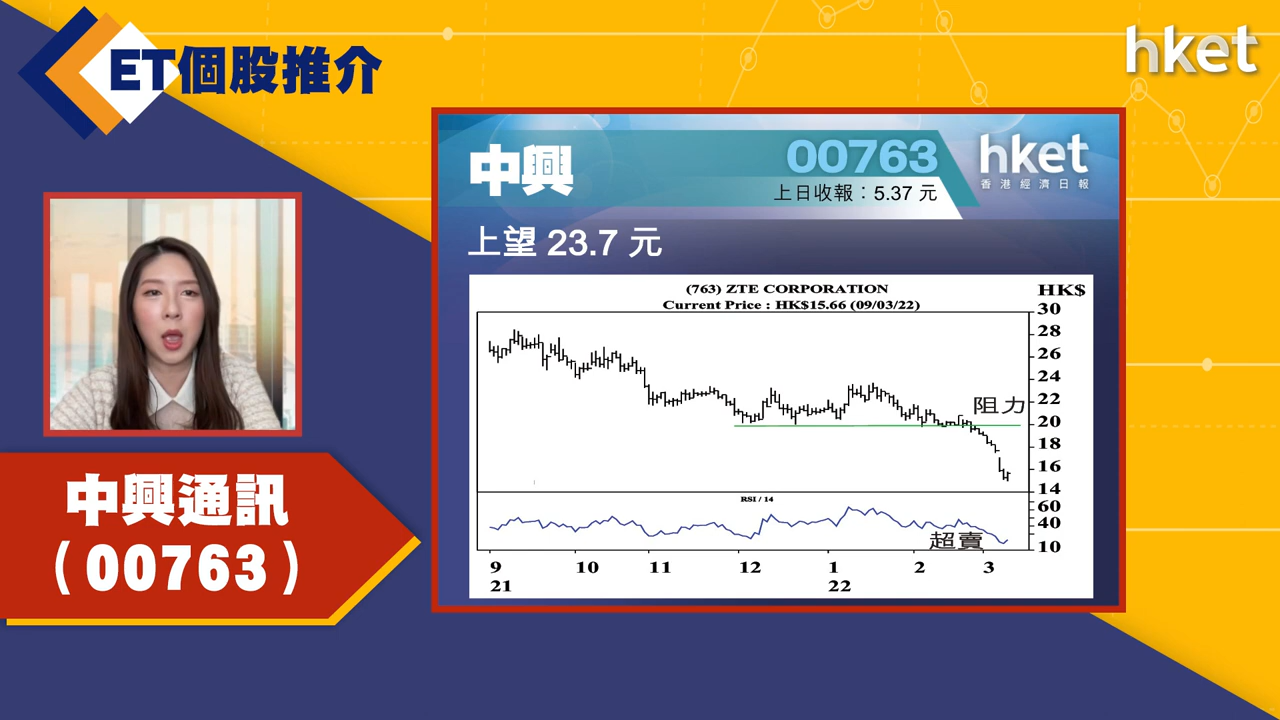 ET個股推介
hket
中興
00763
上日收報：5.37 元
hket
香港經濟日報
上望 23.7 元
(763) ZTE CORPORATION
Current Price : HK$15.66 (09/03/22)
HK$
30
28
26
24
22
阻力
20
18
16
14
RSI / 14
60
40
超賣
10
9 10 11 12 1 2 3
21 22
中興通訊
（00763）